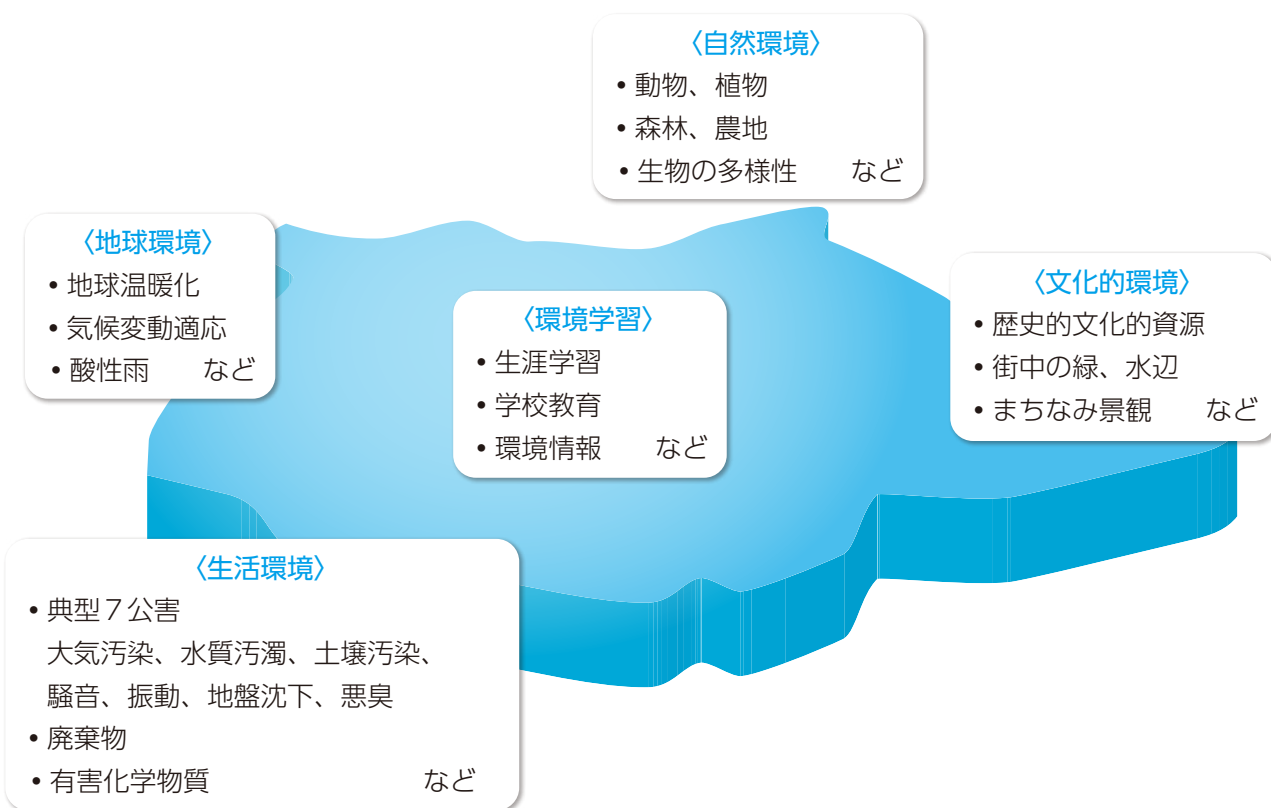 〈自然環境〉
• 動物、植物
• 森林、農地
• 生物の多様性　　など
〈地球環境〉
• 地球温暖化
• 気候変動適応
• 酸性雨　　など
〈環境学習〉
• 生涯学習
• 学校教育
• 環境情報　　など
〈文化的環境〉
• 歴史的文化的資源
• 街中の緑、水辺
• まちなみ景観　　など
〈生活環境〉
• 典型７公害
大気汚染、水質汚濁、土壌汚染、
騒音、振動、地盤沈下、悪臭
• 廃棄物
• 有害化学物質　　など